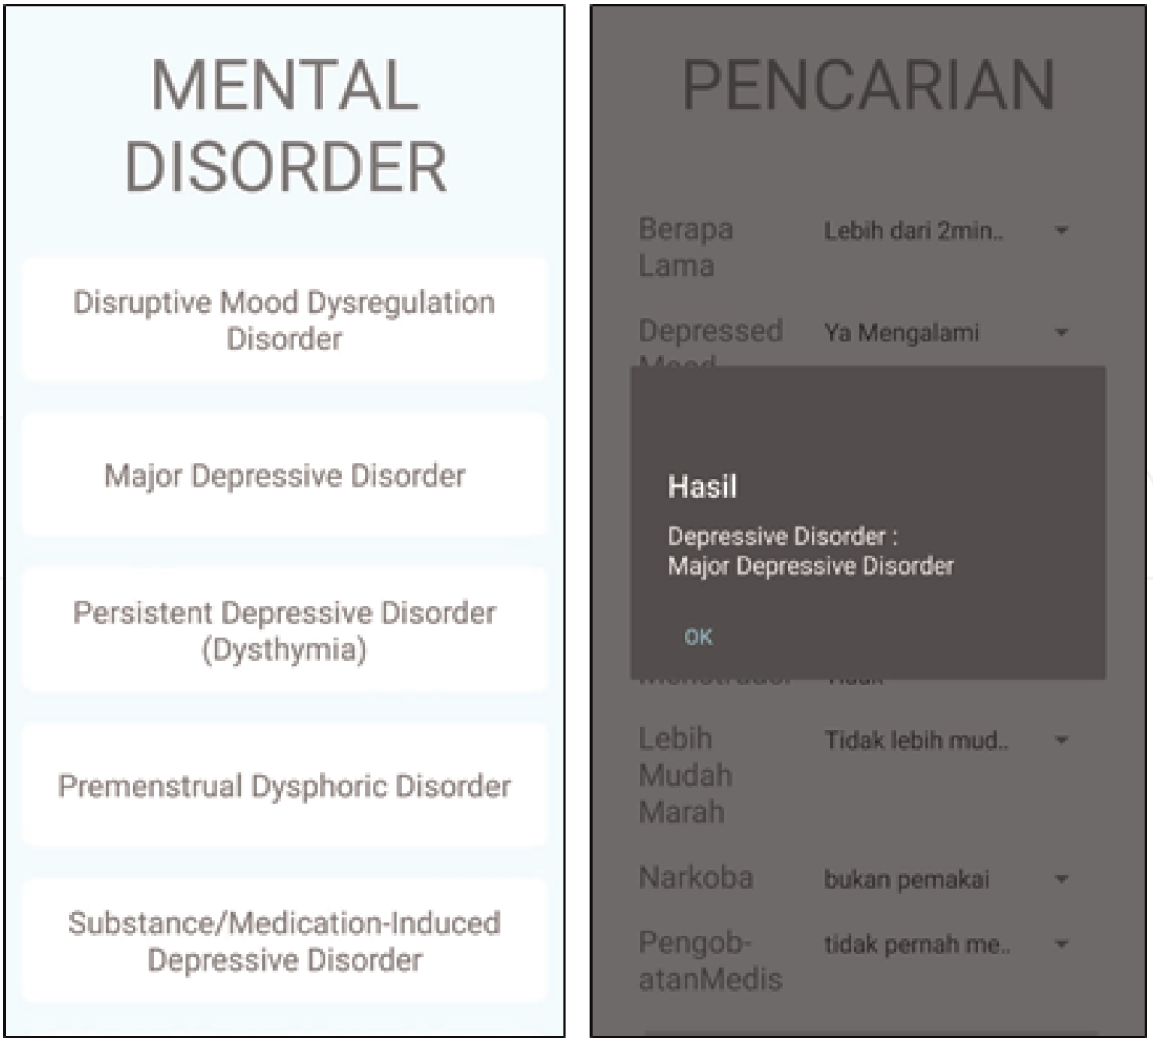 MENTAL
DISORDER
Disruptive Mood Dysregulation
Disorder
Major Depressive Disorder
Persistent Depressive Disorder
(Dysthymia)
Premenstrual Dysphoric Disorder
Substance/Medication-Induced
Depressive Disorder
PENCARIAN
Berapa
Lama
Lebih dari 2min..
Depressed
Mood
Ya Mengalami
Hasil
Depressive Disorder :
Major Depressive Disorder
OK
Lebih
Mudah
Marah
Tidak lebih mud..
Narkoba
bukan pemakai
Pengob-
atanMedis
tidak pernah me..